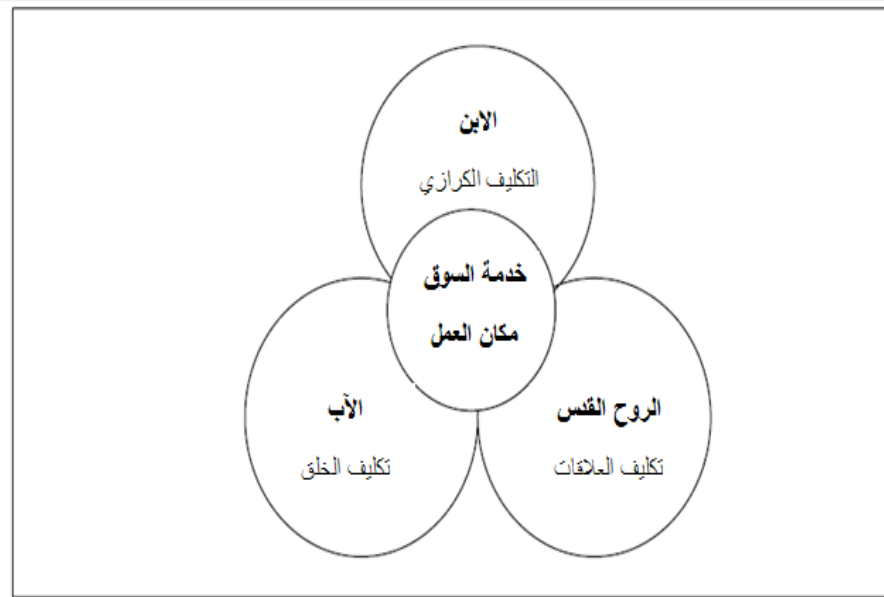 الابن
التكليف الكرازي
خدمة السوق
مكان العمل
الروح القدس
تكليف العلاقات
الآب
تكليف الخلق